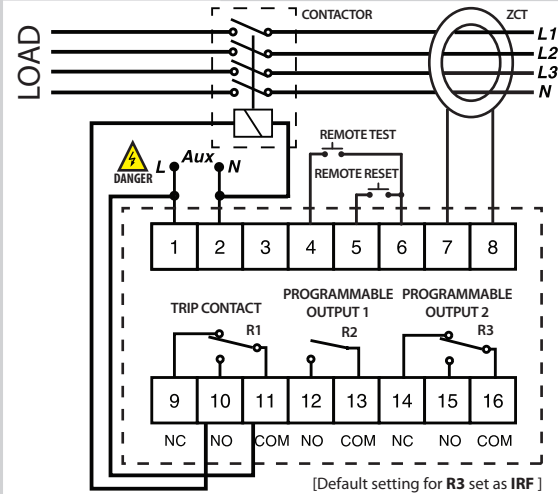 CONTACTOR
ZCT
LOAD
L1
L2
L3
N
REMOTE TEST
REMOTE RESET
DANGER
L Aux N
1 2 3 4 5 6 7 8
TRIP CONTACT
PROGRAMMABLE
OUTPUT 1
PROGRAMMABLE
OUTPUT 2
R1
R2
R3
9 10 11 12 13 14 15 16
NC NO COM NO COM NC NO COM
[Default setting for R3 set as IRF ]